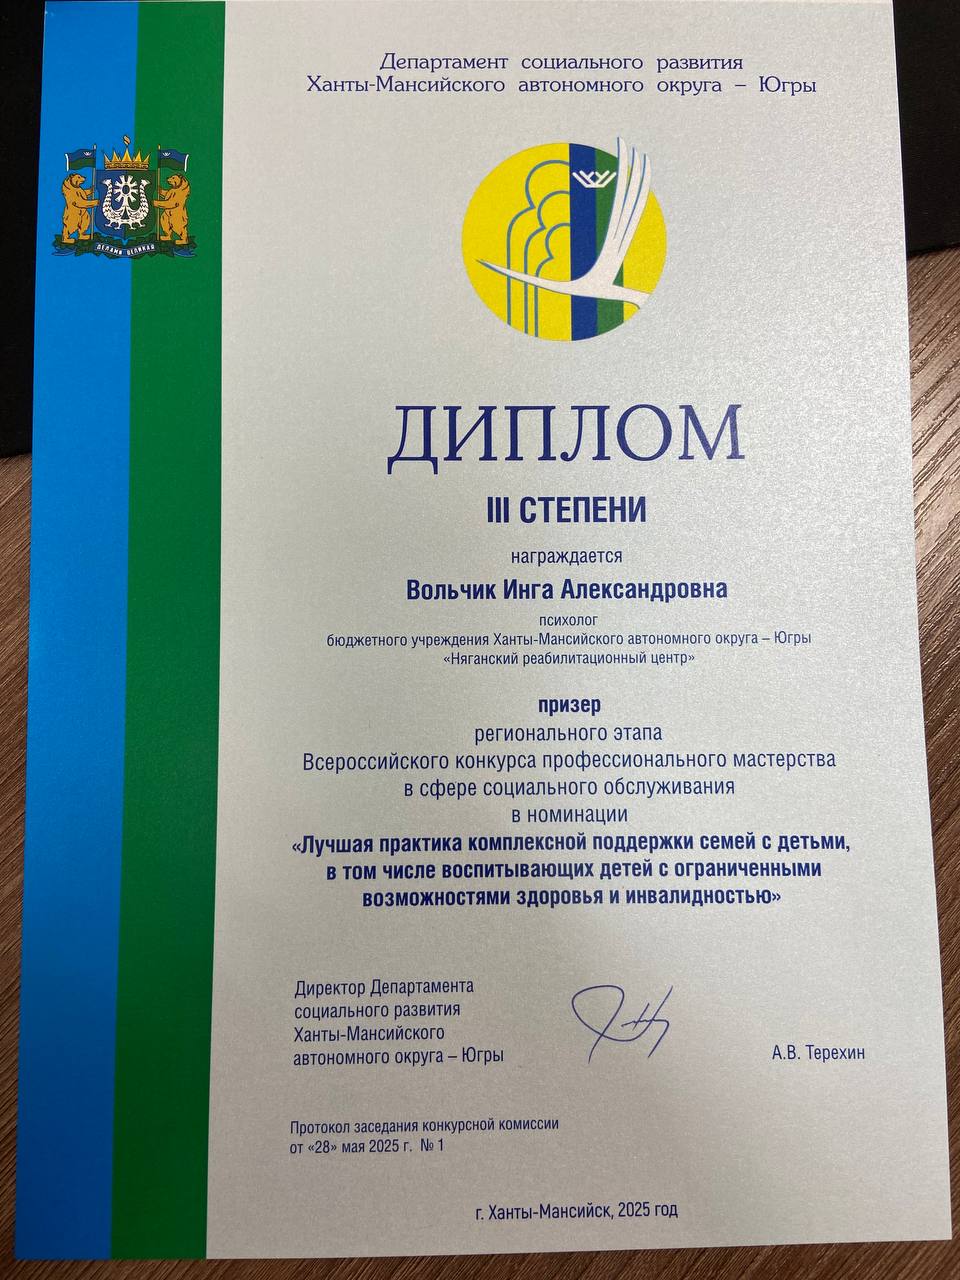 Департамент социального развития
Ханты-Мансийского автономного округа – Югры
ДЕЛАМИ ВЕЛИКАЯ
ДИПЛОМ
III СТЕПЕНИ
награждается
Вольчик Инга Александровна
психолог
бюджетного учреждения Ханты-Мансийского автономного округа – Югры
«Няганский реабилитационный центр»
призер
регионального этапа
Всероссийского конкурса профессионального мастерства
в сфере социального обслуживания
в номинации
«Лучшая практика комплексной поддержки семей с детьми,
в том числе воспитывающих детей с ограниченными
возможностями здоровья и инвалидностью»
Директор Департамента
социального развития
Ханты-Мансийского
автономного округа – Югры
А.В. Терехин
Протокол заседания конкурсной комиссии
от «28» мая 2025 г. № 1
г. Ханты-Мансийск, 2025 год